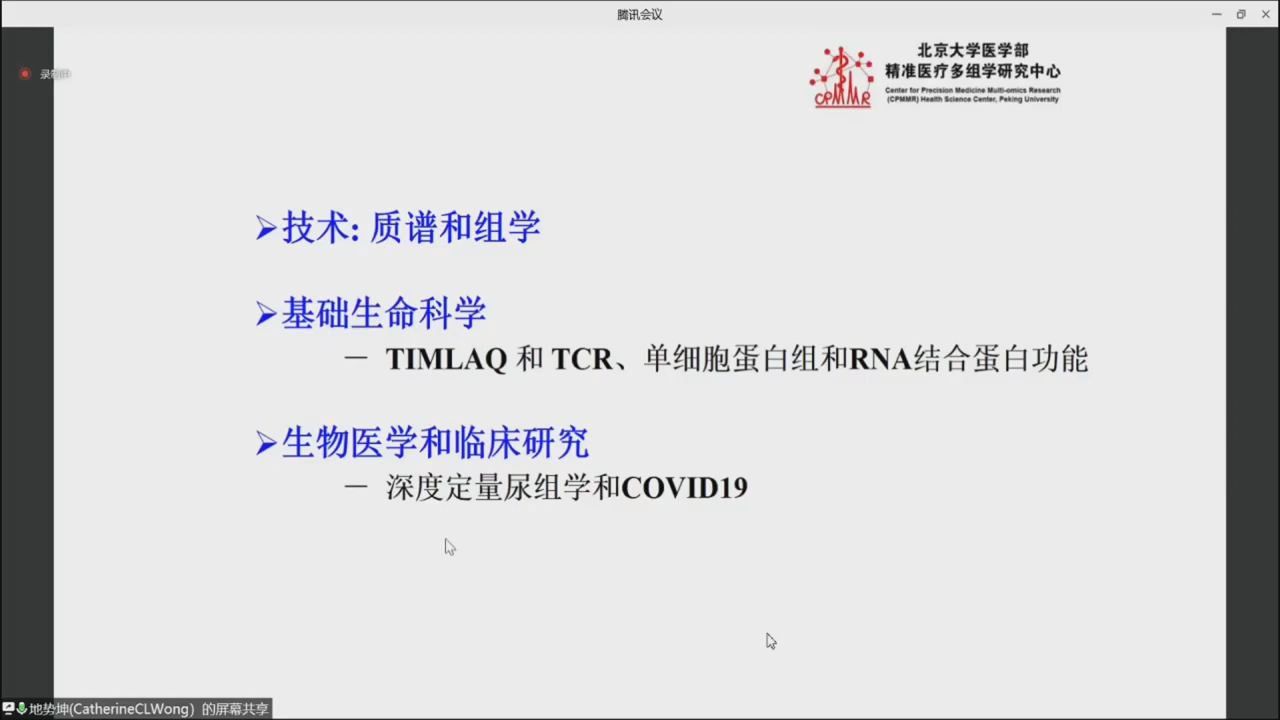 腾讯会议
录制中
北京大学医学部
精准医疗多组学研究中心
Center for Precision Medicine Multi-omics Research
(CPMMR) Health Science Center, Peking University
CPMMR
➢技术: 质谱和组学
➢基础生命科学
— TIMLAQ 和 TCR、单细胞蛋白组和RNA结合蛋白功能
➢生物医学和临床研究
— 深度定量尿组学和COVID19
地势坤(CatherineCLWong）的屏幕共享